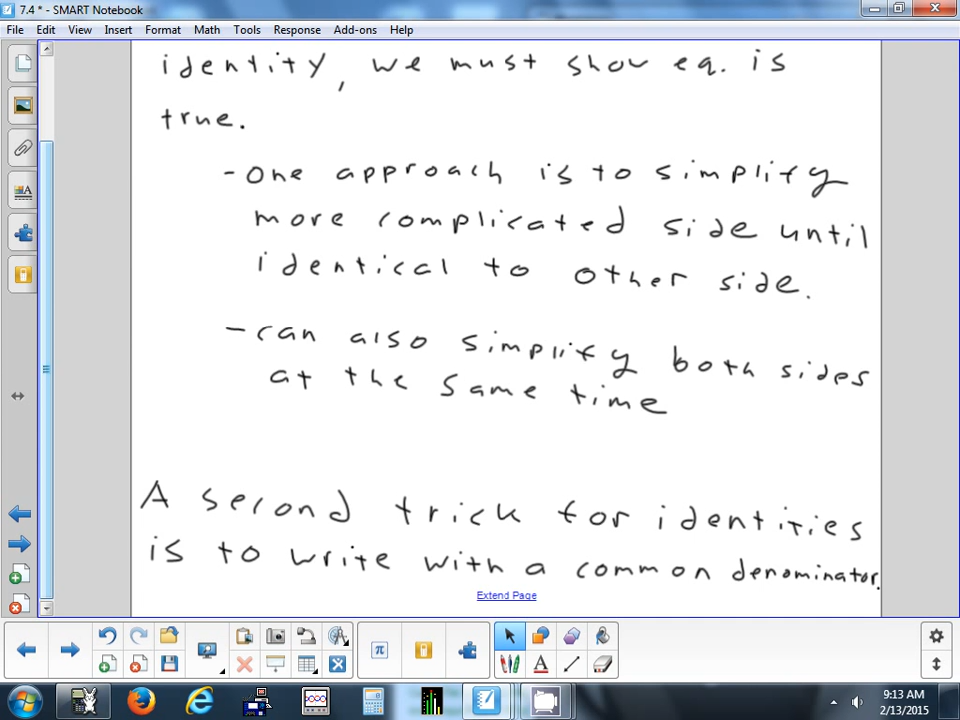 7.4 * - SMART Notebook
File Edit View Insert Format Math Tools Response Add-ons Help
identity, we must show eq. is
true.
- one approach is to simplify
more complicated side until
identical to other side.
- can also simplify both sides
at the same time
A second trick for identities
is to write with a common denominator.
Extend Page
9:13 AM
2/13/2015